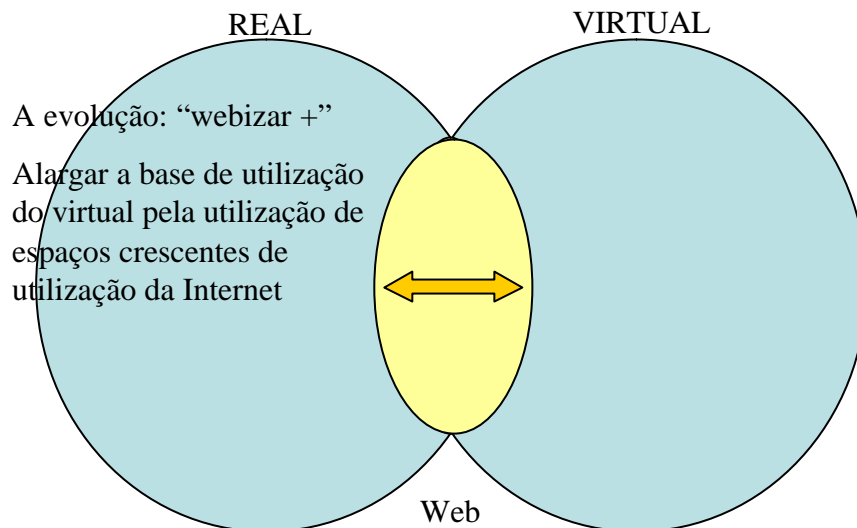 REAL
VIRTUAL
A evolução: “webizar +”
Alargar a base de utilização
do virtual pela utilização de
espaços crescentes de
utilização da Internet
Web